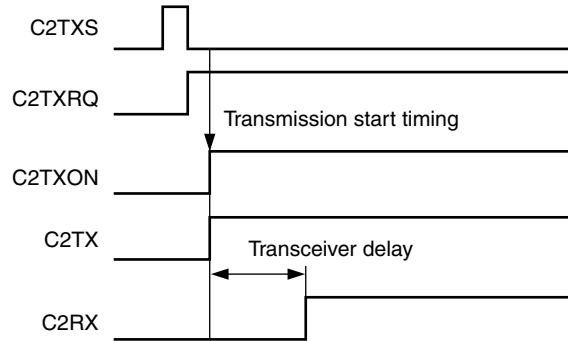 C2TXS
C2TXRQ
Transmission start timing
C2TXON
C2TX
Transceiver delay
C2RX